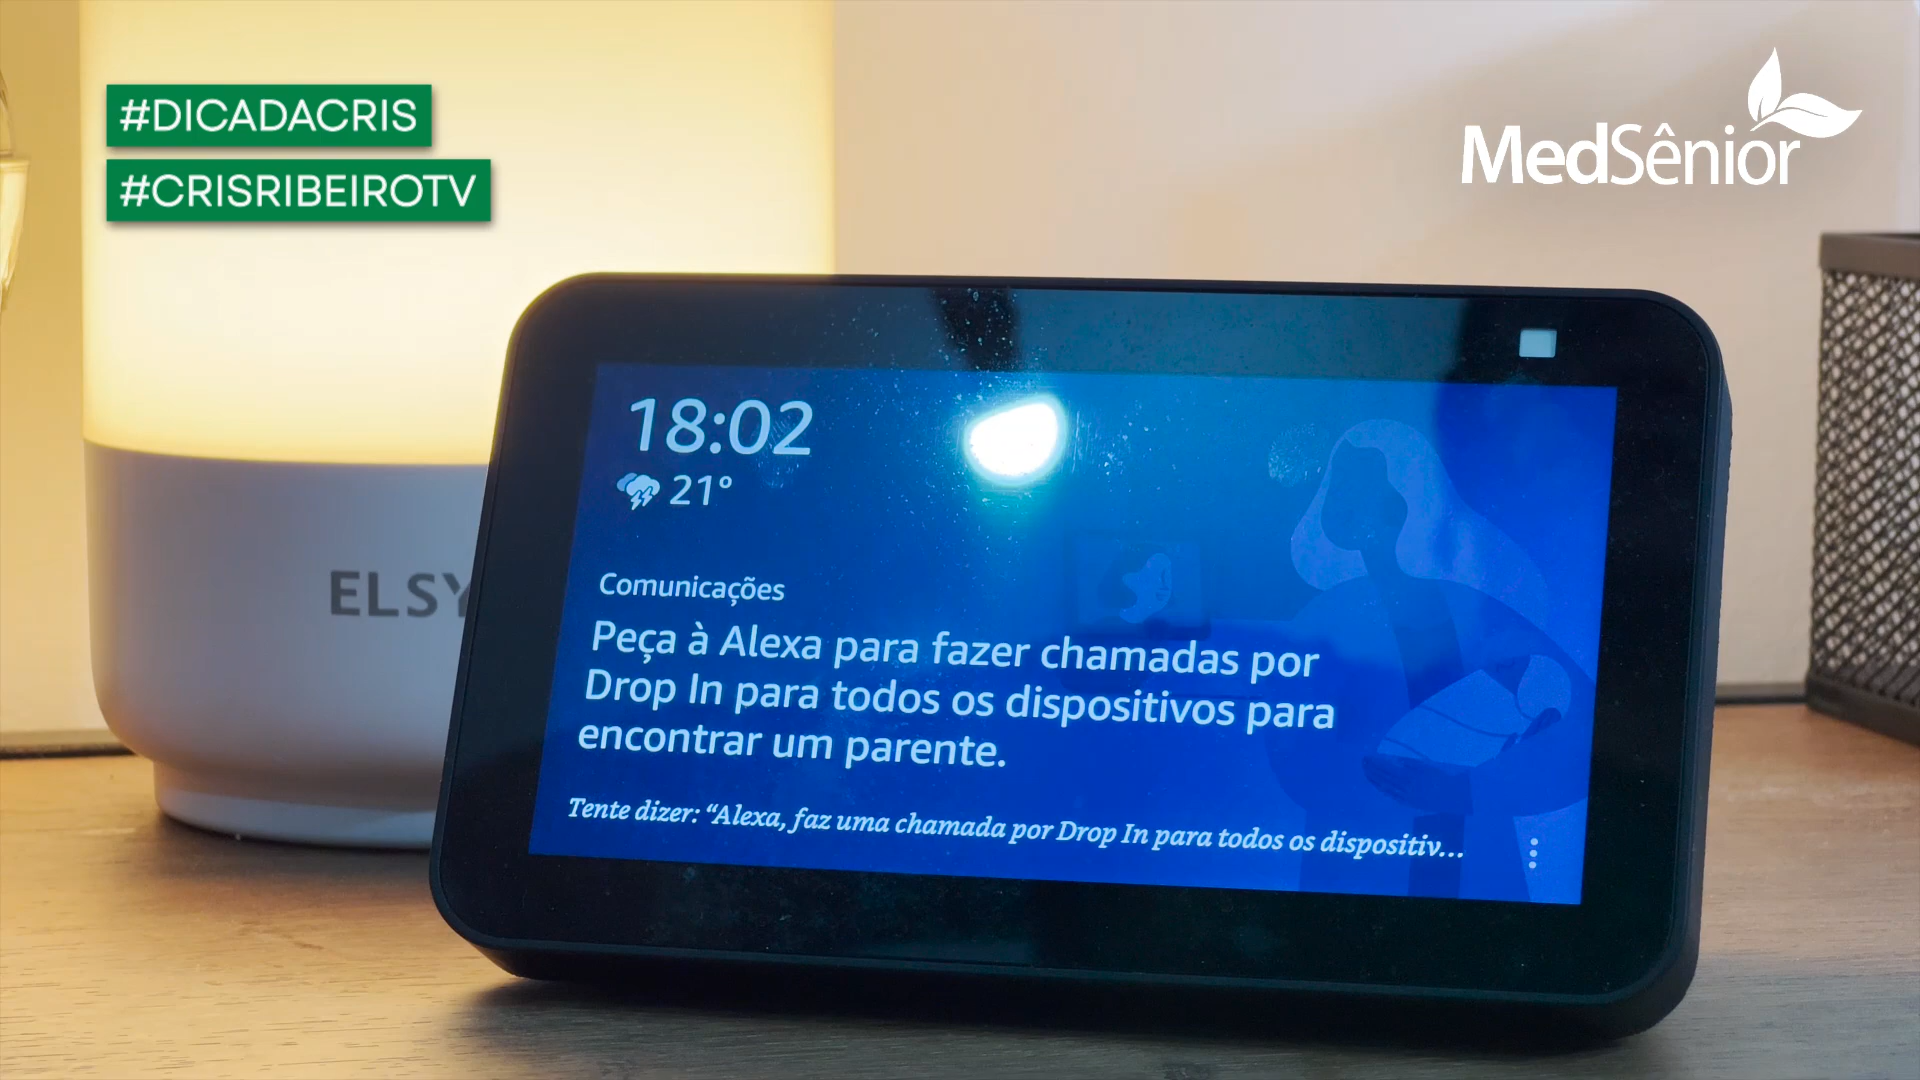 #DICADACRIS
#CRISRIBEIROTV
MedSênior
18:02
21°
Comunicações
Peça à Alexa para fazer chamadas por
Drop In para todos os dispositivos para
encontrar um parente.
Tente dizer: “Alexa, faz uma chamada por Drop In para todos os dispositiv...
ELSY